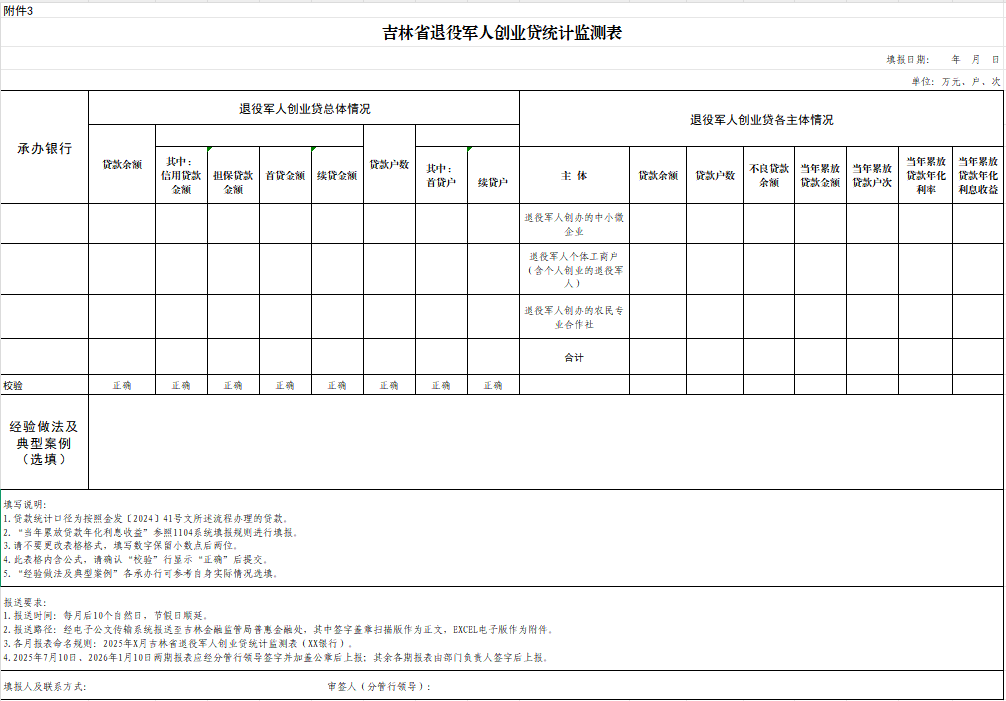 附件3
吉林省退役军人创业贷统计监测表
填报日期: 年 月 日
单位: 万元、户、次
承办银行
退役军人创业贷总体情况
退役军人创业贷各主体情况
贷款余额
其中:
信用贷款
金额
担保贷款
金额
首贷金额
续贷金额
贷款户数
其中:
首贷户
续贷户
主 体
贷款余额
贷款户数
不良贷款
余额
当年累放
贷款金额
当年累放
贷款户次
当年累放
贷款年化
利率
当年累放
贷款年化
利息收益
退役军人创办的中小微
企业
退役军人个体工商户
（含个人创业的退役军
人）
退役军人创办的农民专
业合作社
合计
校验
正确
正确
正确
正确
正确
正确
正确
正确
经验做法及
典型案例
（选填）
填写说明:
1.贷款统计口径为按照金发〔2024〕41号文所述流程办理的贷款。
2.“当年累放贷款年化利息收益”参照1104系统填报规则进行填报。
3.请不要更改表格格式，填写数字保留小数点后两位。
4.此表格内含公式，请确认“校验”行显示“正确”后提交。
5.“经验做法及典型案例”各承办行可参考自身实际情况选填。
报送要求:
1.报送时间: 每月后10个自然日，节假日顺延。
2.报送路径: 经电子公文传输系统报送至吉林金融监管局普惠金融处，其中签字盖章扫描版作为正文，EXCEL电子版作为附件。
3.各月报表命名规则: 2025年X月吉林省退役军人创业贷统计监测表（XX银行）。
4.2025年7月10日、2026年1月10日两期报表应经分管行领导签字并加盖公章后上报; 其余各期报表由部门负责人签字后上报。
填报人及联系方式:
审签人（分管行领导）: